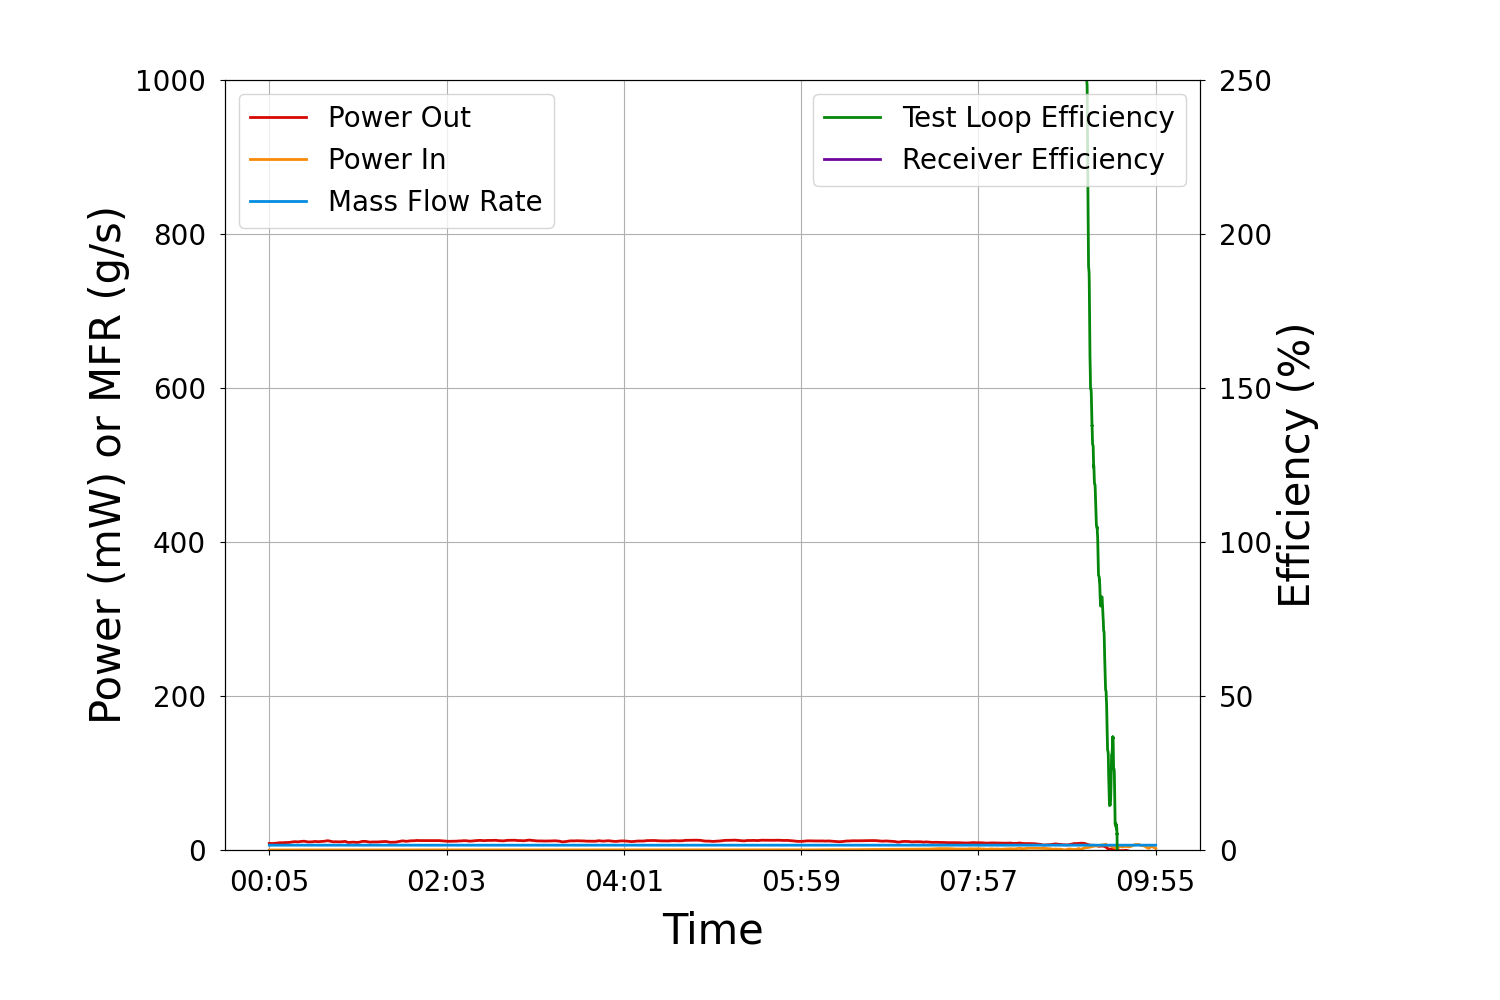 Power Out
Power In
Mass Flow Rate
Test Loop Efficiency
Receiver Efficiency
1000
800
600
400
200
0
Power (mW) or MFR (g/s)
250
200
150
100
50
0
Efficiency (%)
00:05 02:03 04:01 05:59 07:57 09:55
Time